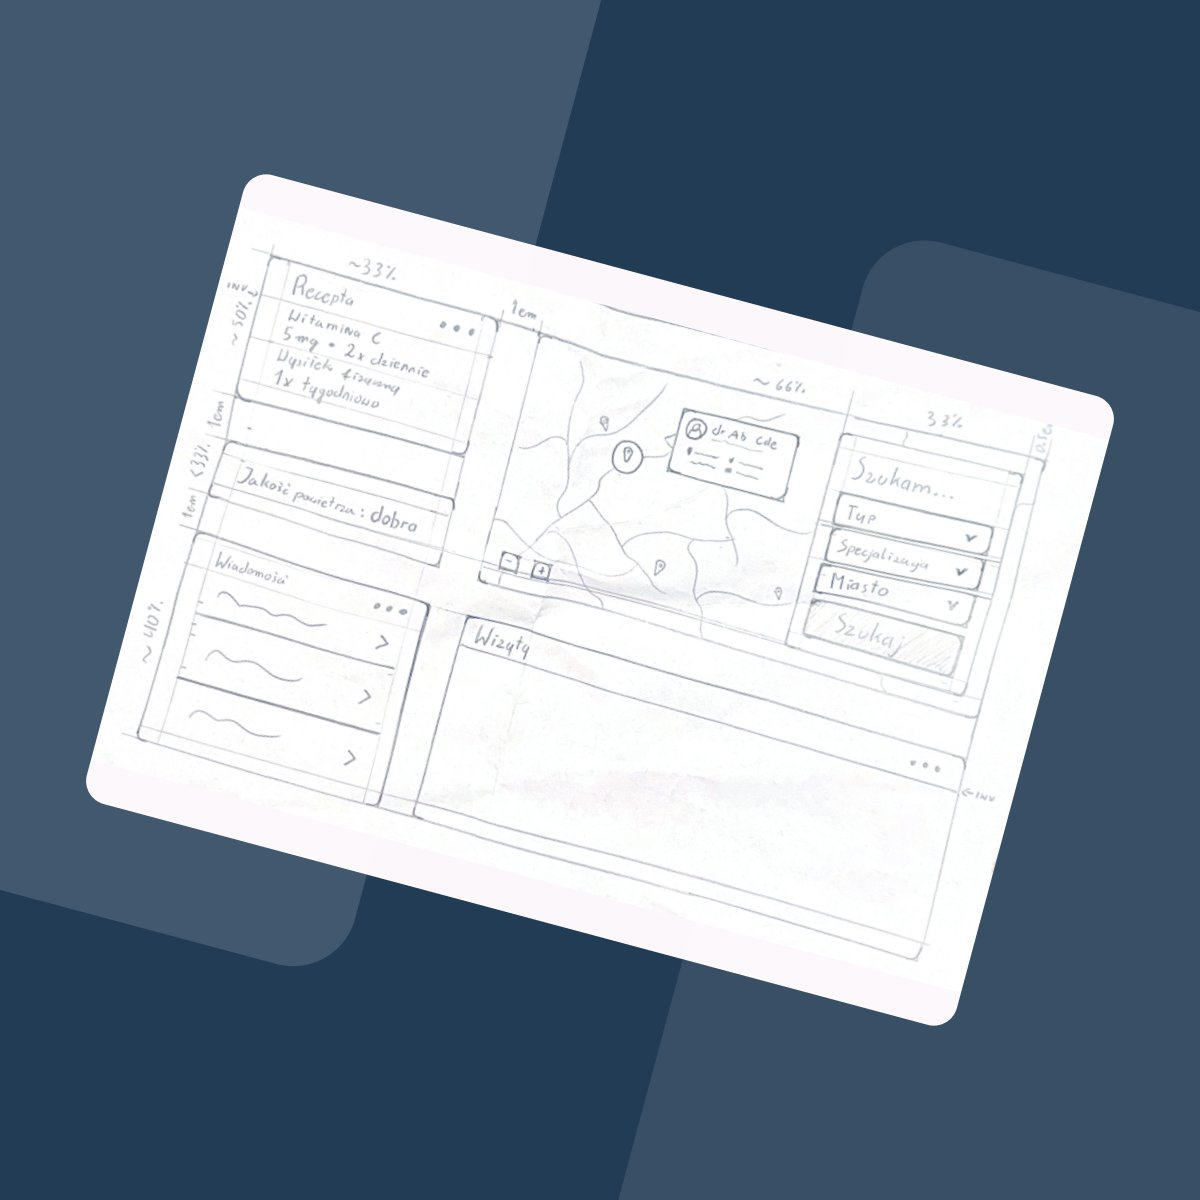 ~33%
INV →
~50%
Recepta
Witamina C
5 mg • 2x dziennie
Wysiłek fizyczny
1x tygodniowo
1em
1em
<33%
1em
Jakość powietrza: dobra
~40%
Wiadomości
~66%
dr Ab Cde
- +
33%
0.5em
Szukam...
Typ
Specjalizacja
Miasto
Szukaj
Wizyty
← INV